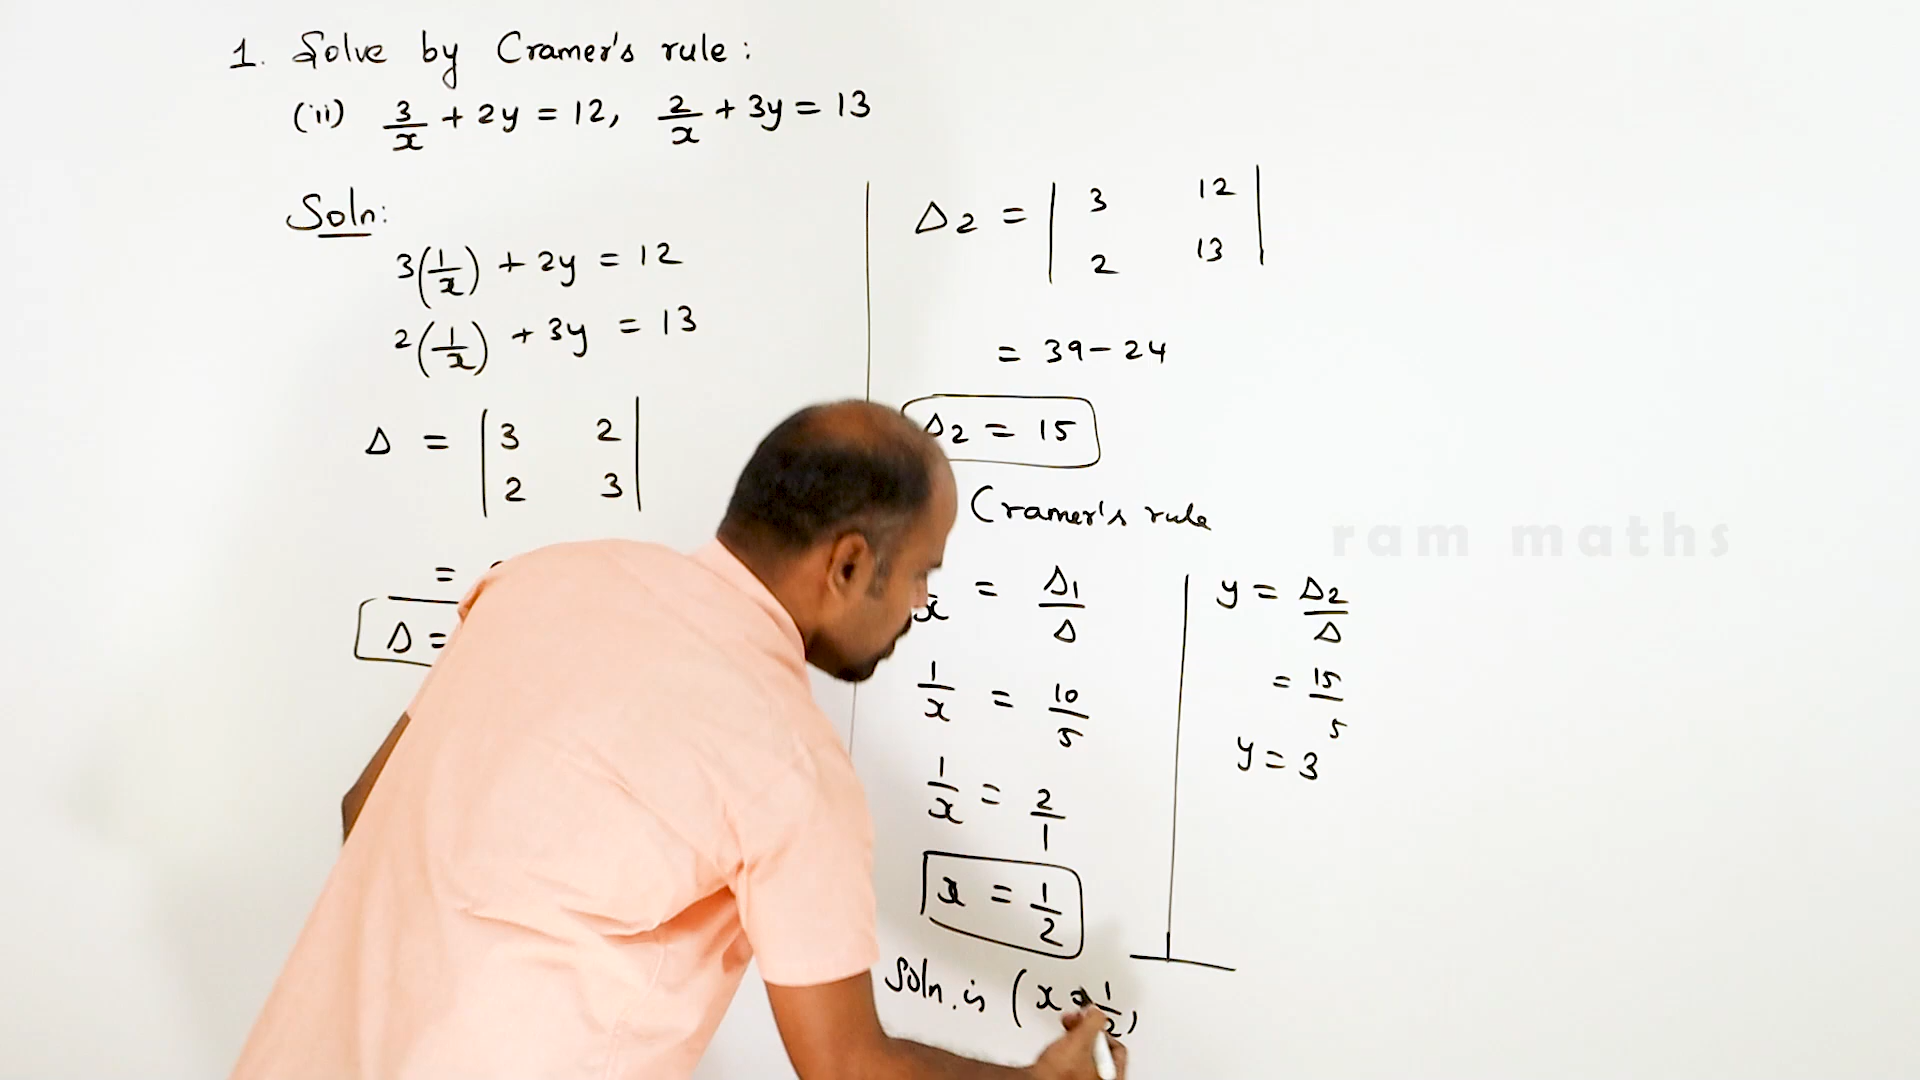 1. Solve by Cramer's rule:
(ii) 3/x + 2y = 12, 2/x + 3y = 13
Soln:
3(1/x) + 2y = 12
2(1/x) + 3y = 13
Δ = | 3 2 |
| 2 3 |
=
Δ =
Δ2 = | 3 12 |
| 2 13 |
= 39 - 24
Δ2 = 15
Cramer's rule
x = Δ1/Δ
1/x = 10/5
1/x = 2/1
x = 1/2
y = Δ2/Δ
= 15/5
y = 3
Soln. is (x = 1/2,
ram maths